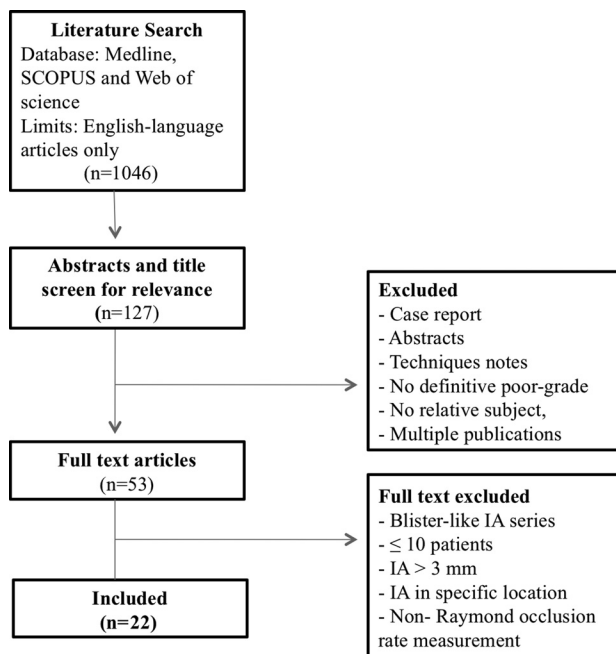 Literature Search
Database: Medline,
SCOPUS and Web of
science
Limits: English-language
articles only
(n=1046)
Abstracts and title
screen for relevance
(n=127)
Excluded
- Case report
- Abstracts
- Techniques notes
- No definitive poor-grade
- No relative subject,
- Multiple publications
Full text articles
(n=53)
Full text excluded
- Blister-like IA series
- ≤ 10 patients
- IA > 3 mm
- IA in specific location
- Non- Raymond occlusion
rate measurement
Included
(n=22)